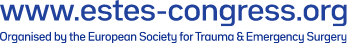 www.estes-congress.org
Organised by the European Society for Trauma & Emergency Surgery